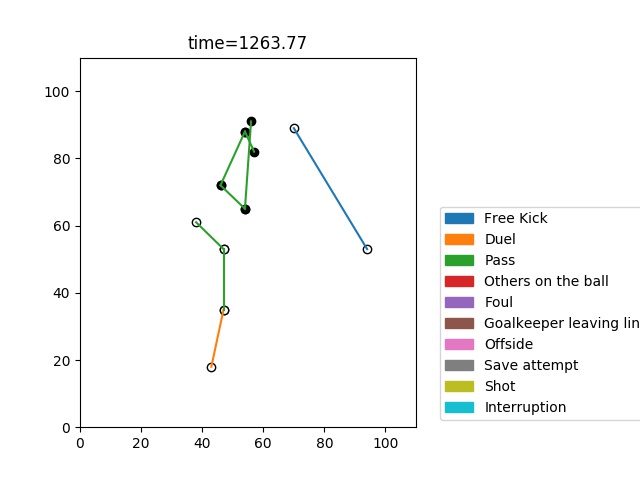 time=1263.77
100
80
60
40
20
0
0 20 40 60 80 100
Free Kick
Duel
Pass
Others on the ball
Foul
Goalkeeper leaving lin
Offside
Save attempt
Shot
Interruption